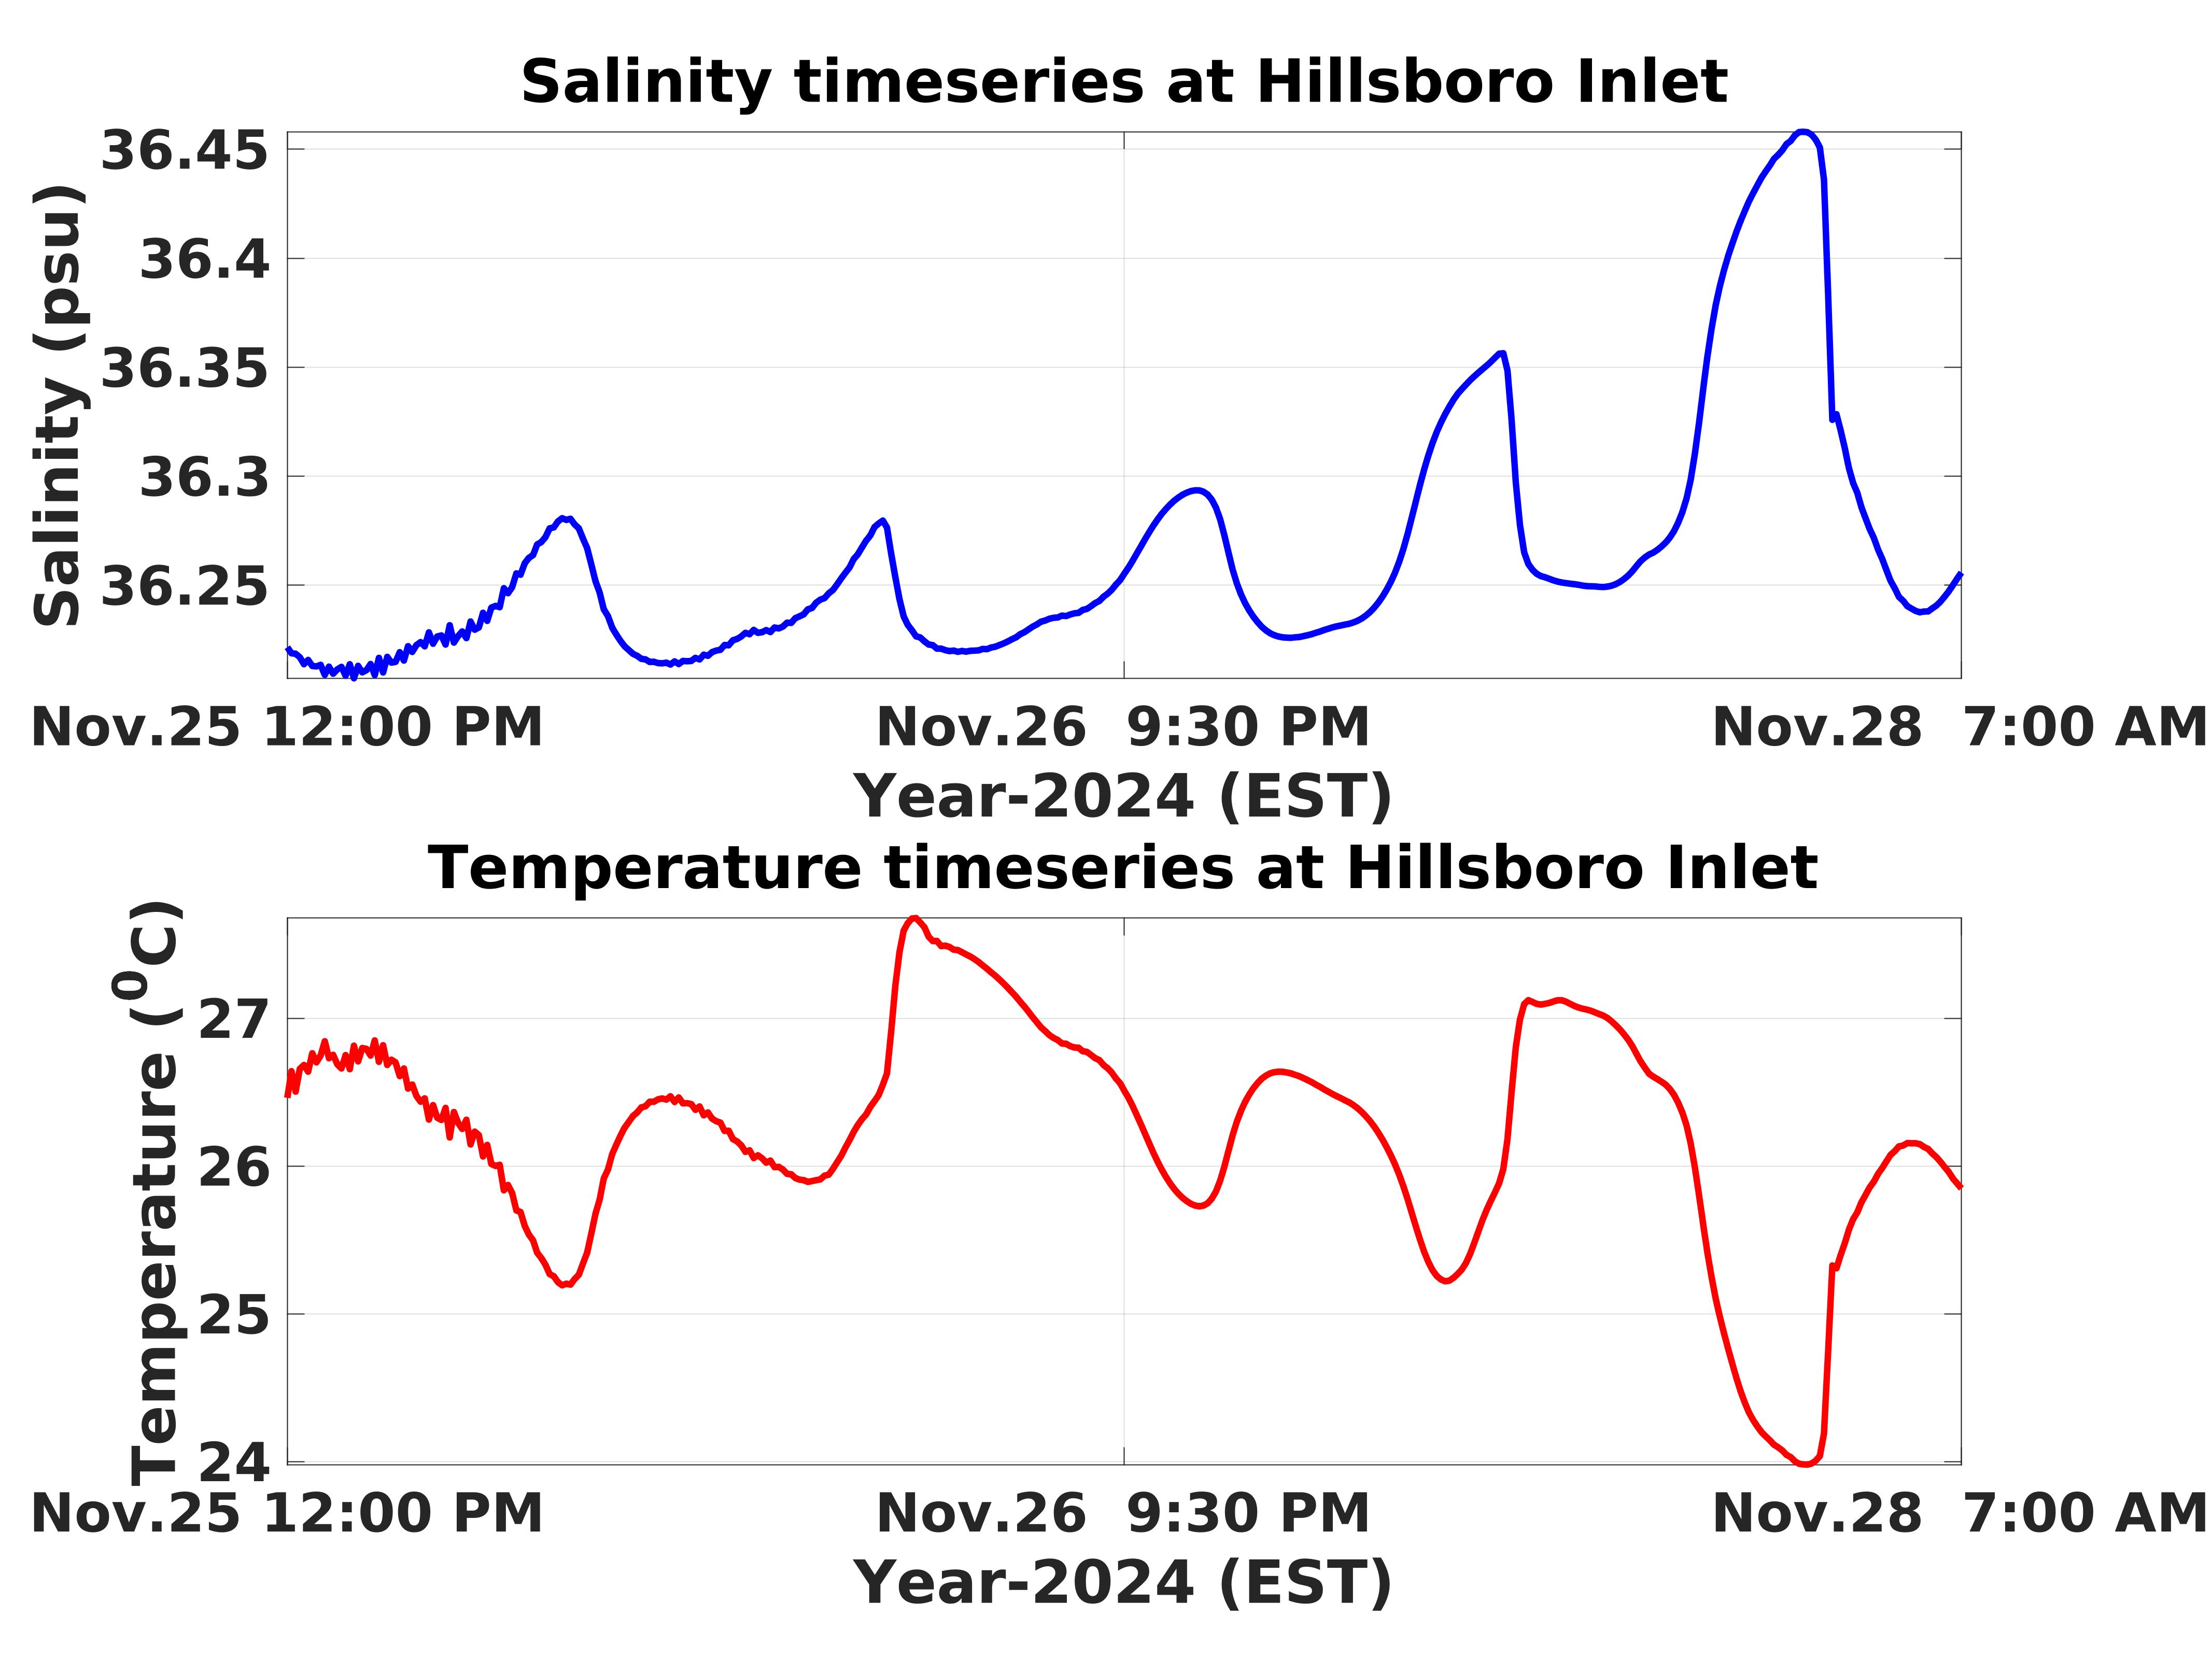 Salinity timeseries at Hillsboro Inlet
Salinity (psu)
36.45
36.4
36.35
36.3
36.25
Nov.25 12:00 PM Nov.26 9:30 PM Nov.28 7:00 AM
Year-2024 (EST)
Temperature timeseries at Hillsboro Inlet
Temperature (⁰C)
27
26
25
24
Nov.25 12:00 PM Nov.26 9:30 PM Nov.28 7:00 AM
Year-2024 (EST)